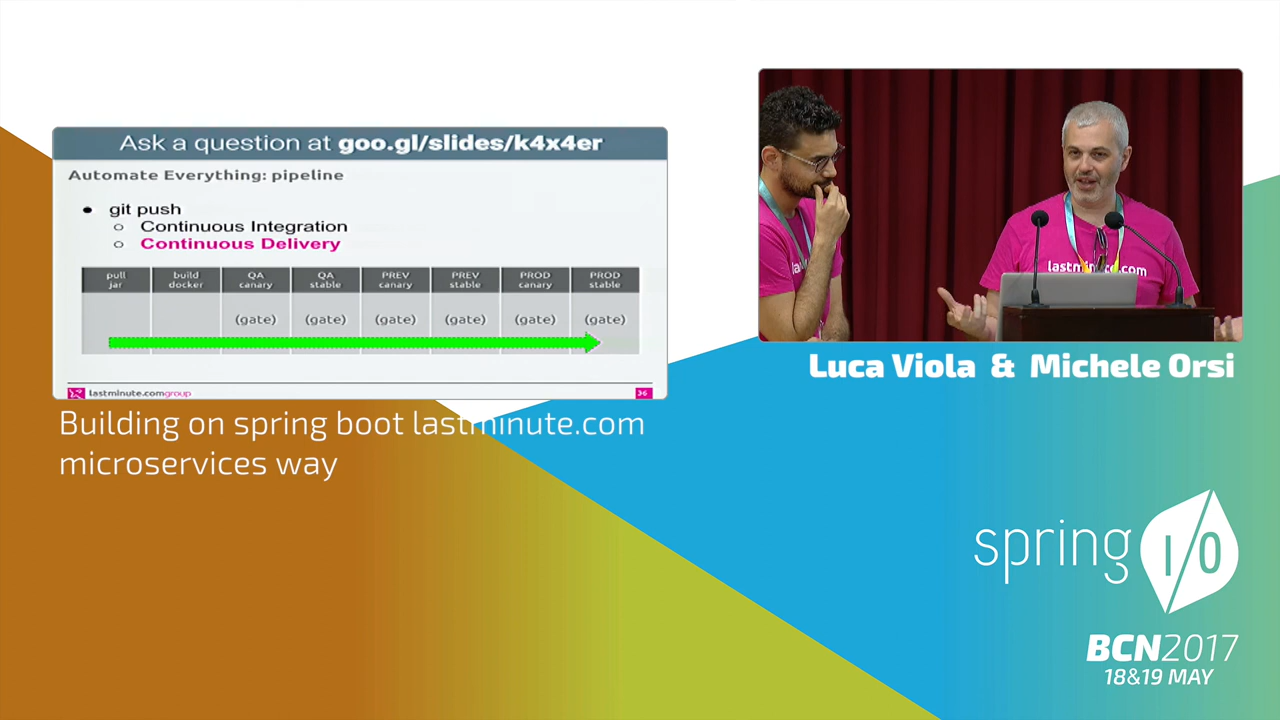 Ask a question at goo.gl/slides/k4x4er
Automate Everything: pipeline
● git push
○ Continuous Integration
○ Continuous Delivery
pull jar
build docker
QA canary
QA stable
PREV canary
PREV stable
PROD canary
PROD stable
(gate) (gate) (gate) (gate) (gate) (gate)
lastminute.comgroup
36
Building on spring boot lastminute.com
microservices way
lastminute.com
Luca Viola & Michele Orsi
spring I/O
BCN2017
18&19 MAY